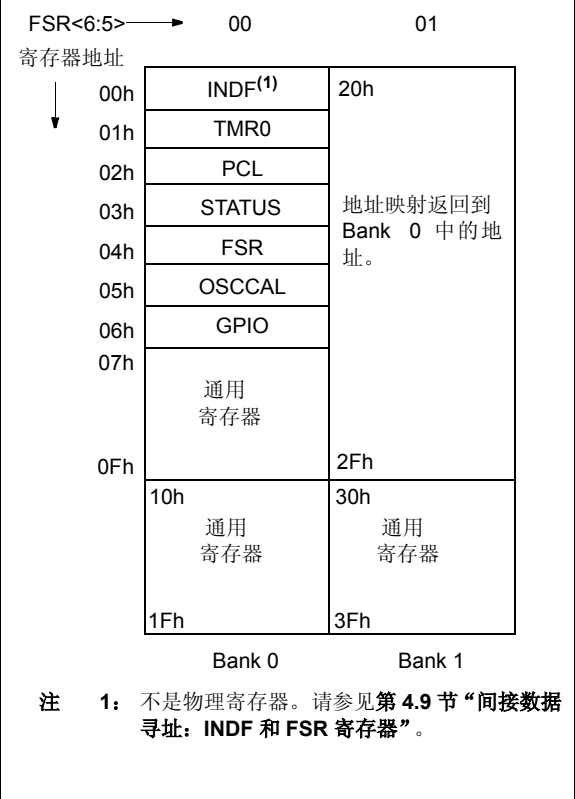 FSR<6:5> 00 01
寄存器地址
00h INDF(1) 20h
01h TMR0
02h PCL
03h STATUS 地址映射返回到
04h FSR Bank 0 中的地
址。
05h OSCCAL
06h GPIO
07h
通用
寄存器
0Fh 2Fh
10h 30h
通用 通用
寄存器 寄存器
1Fh 3Fh
Bank 0 Bank 1
注 1： 不是物理寄存器。请参见第 4.9 节“间接数据
寻址：INDF 和 FSR 寄存器”。